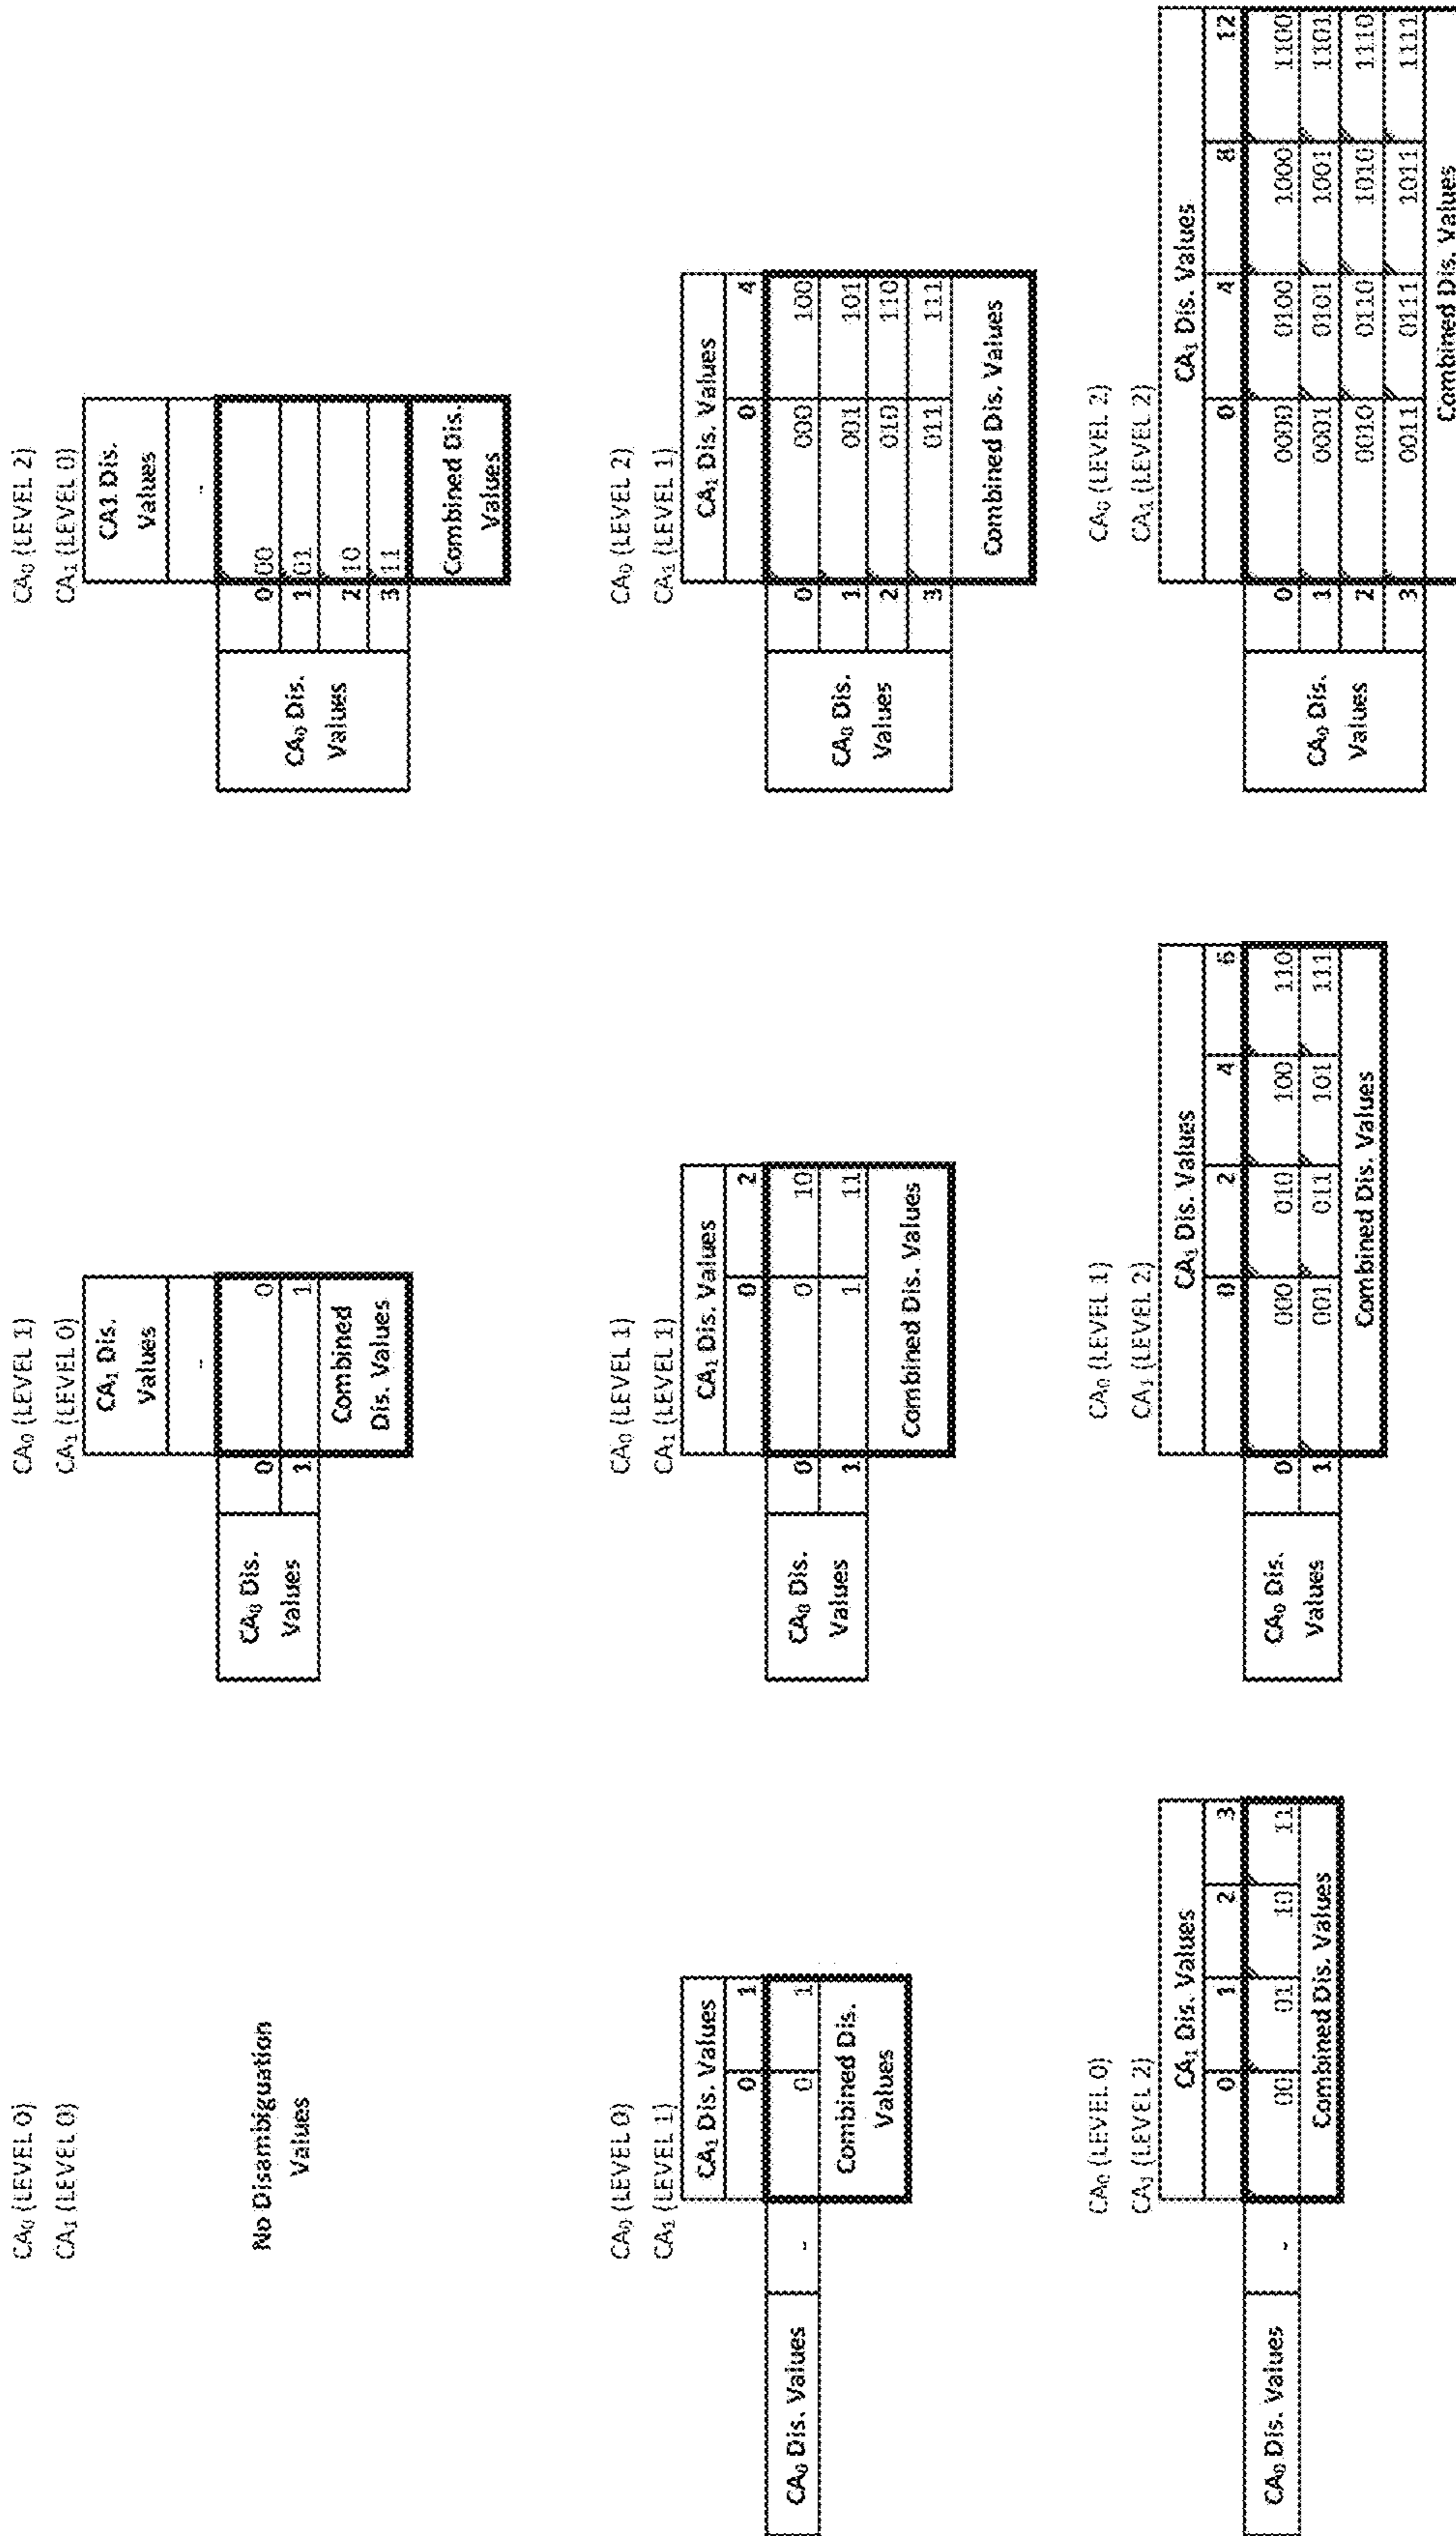 CA₀ (LEVEL 0)
CA₁ (LEVEL 0)
No Disambiguation
Values
CA₀ (LEVEL 1)
CA₁ (LEVEL 0)
CA₁ Dis.
Values
-
CA₀ Dis.
Values
0 0
1 1
Combined
Dis. Values
CA₀ (LEVEL 2)
CA₁ (LEVEL 0)
CA1 Dis.
Values
-
CA₀ Dis.
Values
0 00
1 01
2 10
3 11
Combined Dis.
Values
CA₀ (LEVEL 0)
CA₁ (LEVEL 1)
CA₁ Dis. Values
0 1
CA₀ Dis. Values - 0 1
Combined Dis.
Values
CA₀ (LEVEL 1)
CA₁ (LEVEL 1)
CA₁ Dis. Values
0 2
CA₀ Dis.
Values
0 0 10
1 1 11
Combined Dis. Values
CA₀ (LEVEL 2)
CA₁ (LEVEL 1)
CA₁ Dis. Values
0 4
CA₀ Dis.
Values
0 000 100
1 001 101
2 010 110
3 011 111
Combined Dis. Values
CA₀ (LEVEL 0)
CA₁ (LEVEL 2)
CA₁ Dis. Values
0 1 2 3
CA₀ Dis. Values - 00 01 10 11
Combined Dis. Values
CA₀ (LEVEL 1)
CA₁ (LEVEL 2)
CA₁ Dis. Values
0 2 4 6
CA₀ Dis.
Values
0 000 010 100 110
1 001 011 101 111
Combined Dis. Values
CA₀ (LEVEL 2)
CA₁ (LEVEL 2)
CA₁ Dis. Values
0 4 8 12
CA₀ Dis.
Values
0 0000 0100 1000 1100
1 0001 0101 1001 1101
2 0010 0110 1010 1110
3 0011 0111 1011 1111
Combined Dis. Values